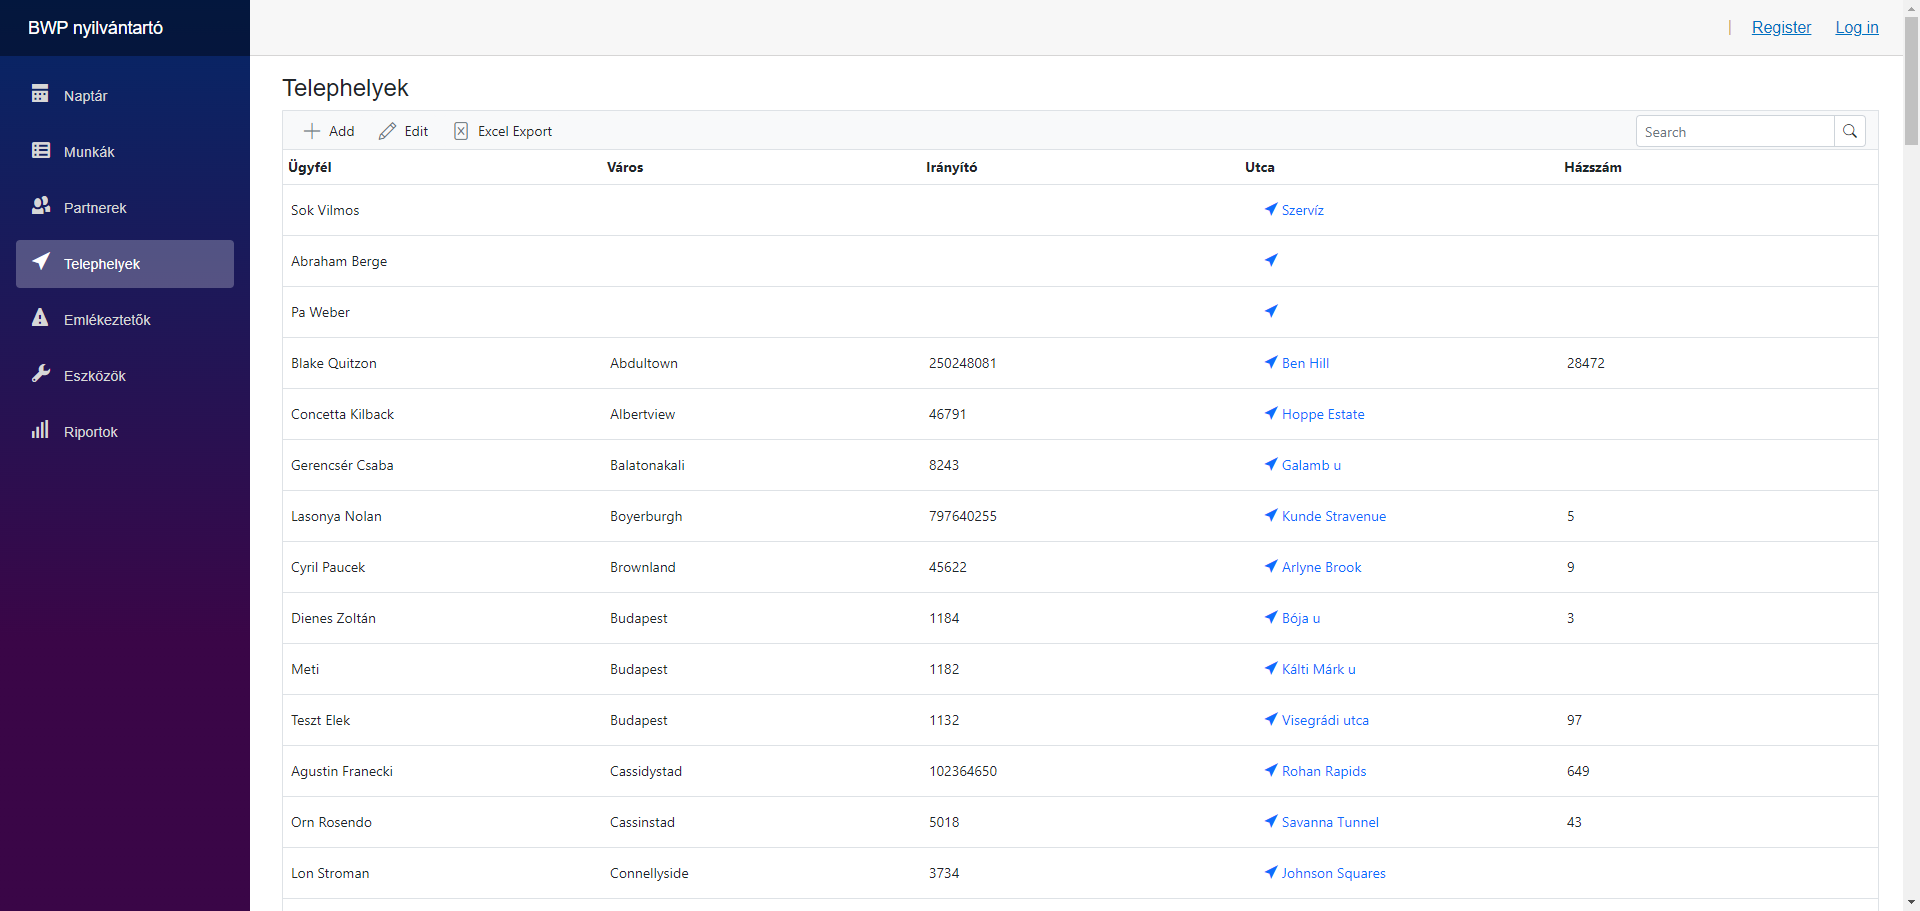 BWP nyilvántartó
Register Log in
Naptár
Munkák
Partnerek
Telephelyek
Emlékeztetők
Eszközök
Riportok
Telephelyek
Add Edit Excel Export Search
Ügyfél Város Irányító Utca Házszám
Sok Vilmos Szervíz
Abraham Berge
Pa Weber
Blake Quitzon Abdultown 250248081 Ben Hill 28472
Concetta Kilback Albertview 46791 Hoppe Estate
Gerencsér Csaba Balatonakali 8243 Galamb u
Lasonya Nolan Boyerburgh 797640255 Kunde Stravenue 5
Cyril Paucek Brownland 45622 Arlyne Brook 9
Dienes Zoltán Budapest 1184 Bója u 3
Meti Budapest 1182 Kálti Márk u
Teszt Elek Budapest 1132 Visegrádi utca 97
Agustin Franecki Cassidystad 102364650 Rohan Rapids 649
Orn Rosendo Cassinstad 5018 Savanna Tunnel 43
Lon Stroman Connellyside 3734 Johnson Squares